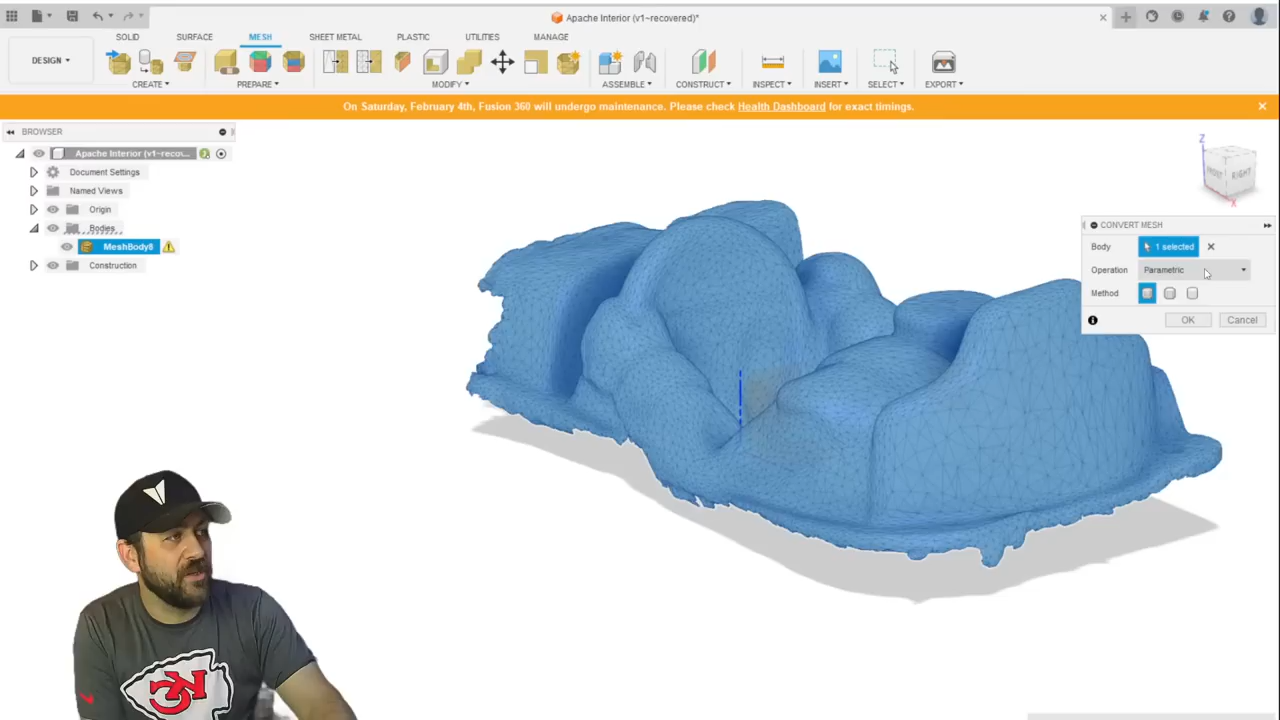 Apache Interior (v1~recovered)*
DESIGN
SOLID SURFACE MESH SHEET METAL PLASTIC UTILITIES MANAGE
CREATE PREPARE MODIFY ASSEMBLE CONSTRUCT INSPECT INSERT SELECT EXPORT
On Saturday, February 4th, Fusion 360 will undergo maintenance. Please check Health Dashboard for exact timings.
BROWSER
Apache Interior (v1~recov...
Document Settings
Named Views
Origin
Bodies
MeshBody8
Construction
Z
FRONT RIGHT
X
CONVERT MESH
Body 1 selected
Operation Parametric
Method
OK Cancel
KC